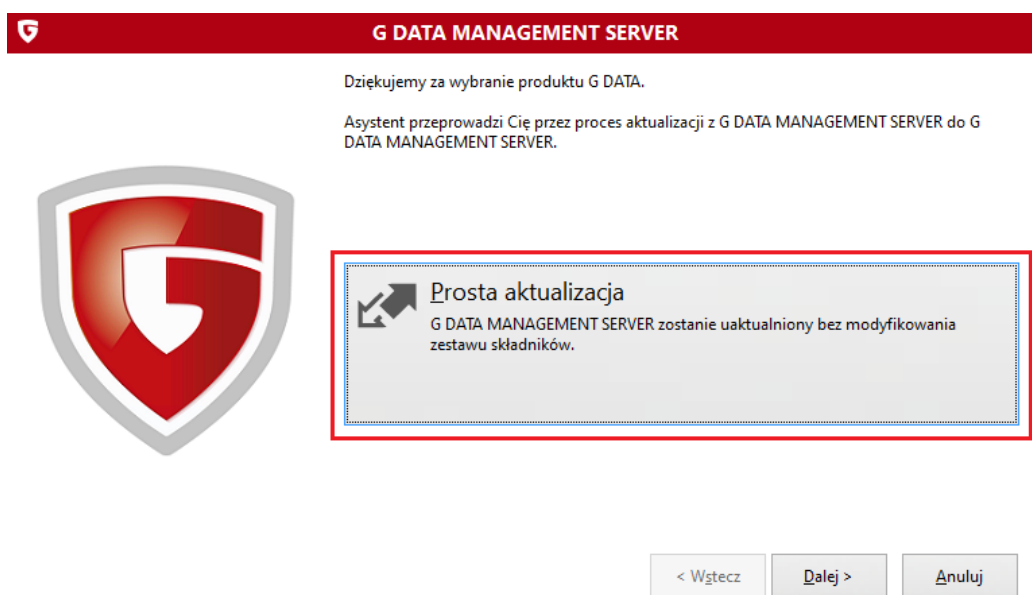 G DATA MANAGEMENT SERVER
Dziękujemy za wybranie produktu G DATA.
Asystent przeprowadzi Cię przez proces aktualizacji z G DATA MANAGEMENT SERVER do G
DATA MANAGEMENT SERVER.
Prosta aktualizacja
G DATA MANAGEMENT SERVER zostanie uaktualniony bez modyfikowania
zestawu składników.
< Wstecz
Dalej >
Anuluj